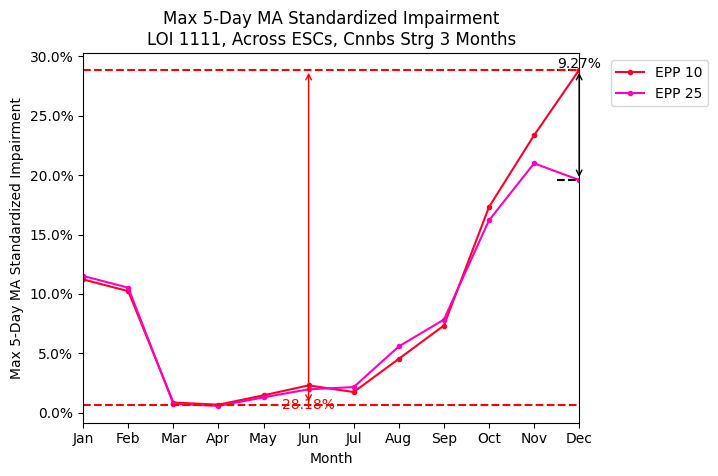 Max 5-Day MA Standardized Impairment
LOI 1111, Across ESCs, Cnnbs Strg 3 Months
30.0%
25.0%
20.0%
15.0%
10.0%
5.0%
0.0%
Max 5-Day MA Standardized Impairment
9.27%
28.18%
EPP 10
EPP 25
Jan Feb Mar Apr May Jun Jul Aug Sep Oct Nov Dec
Month